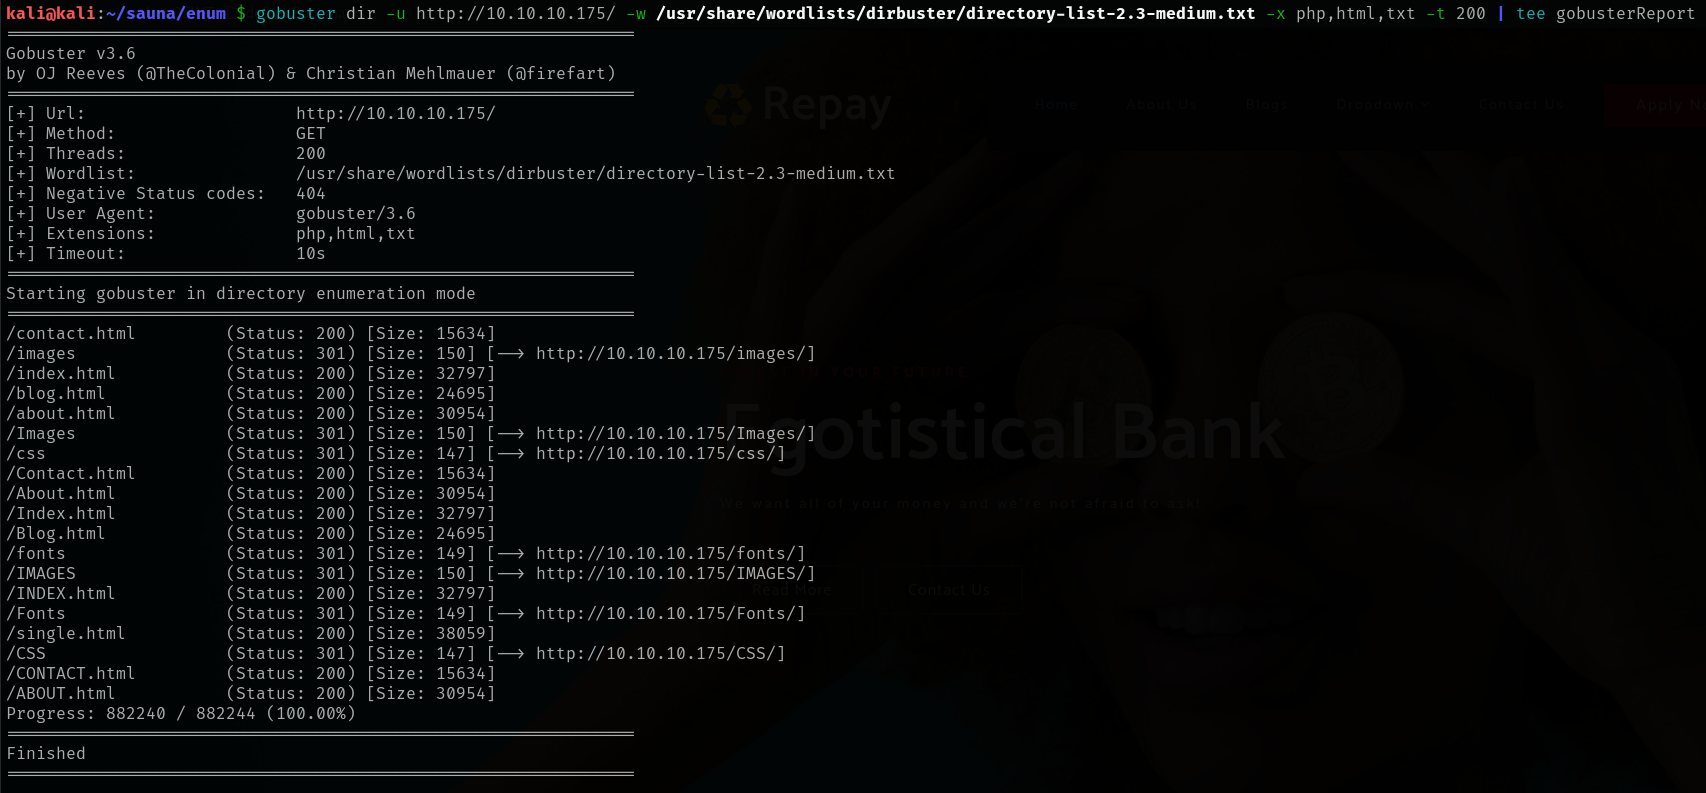 kali@kali:~/sauna/enum $ gobuster dir -u http://10.10.10.175/ -w /usr/share/wordlists/dirbuster/directory-list-2.3-medium.txt -x php,html,txt -t 200 | tee gobusterReport
===============================================================
Gobuster v3.6
by OJ Reeves (@TheColonial) & Christian Mehlmauer (@firefart)
===============================================================
[+] Url:                     http://10.10.10.175/
[+] Method:                  GET
[+] Threads:                 200
[+] Wordlist:                /usr/share/wordlists/dirbuster/directory-list-2.3-medium.txt
[+] Negative Status codes:   404
[+] User Agent:              gobuster/3.6
[+] Extensions:              php,html,txt
[+] Timeout:                 10s
===============================================================
Starting gobuster in directory enumeration mode
===============================================================
/contact.html         (Status: 200) [Size: 15634]
/images               (Status: 301) [Size: 150] [--> http://10.10.10.175/images/]
/index.html           (Status: 200) [Size: 32797]
/blog.html            (Status: 200) [Size: 24695]
/about.html           (Status: 200) [Size: 30954]
/Images               (Status: 301) [Size: 150] [--> http://10.10.10.175/Images/]
/css                  (Status: 301) [Size: 147] [--> http://10.10.10.175/css/]
/Contact.html         (Status: 200) [Size: 15634]
/About.html           (Status: 200) [Size: 30954]
/Index.html           (Status: 200) [Size: 32797]
/Blog.html            (Status: 200) [Size: 24695]
/fonts                (Status: 301) [Size: 149] [--> http://10.10.10.175/fonts/]
/IMAGES               (Status: 301) [Size: 150] [--> http://10.10.10.175/IMAGES/]
/INDEX.html           (Status: 200) [Size: 32797]
/Fonts                (Status: 301) [Size: 149] [--> http://10.10.10.175/Fonts/]
/single.html          (Status: 200) [Size: 38059]
/CSS                  (Status: 301) [Size: 147] [--> http://10.10.10.175/CSS/]
/CONTACT.html         (Status: 200) [Size: 15634]
/ABOUT.html           (Status: 200) [Size: 30954]
Progress: 882240 / 882244 (100.00%)
===============================================================
Finished
===============================================================
Repay
Home About Us Blogs Dropdown Contact Us Apply
IN YOUR FUTURE
Egotistical Bank
We want all of your money and we're not afraid to ask!
Read More Contact Us